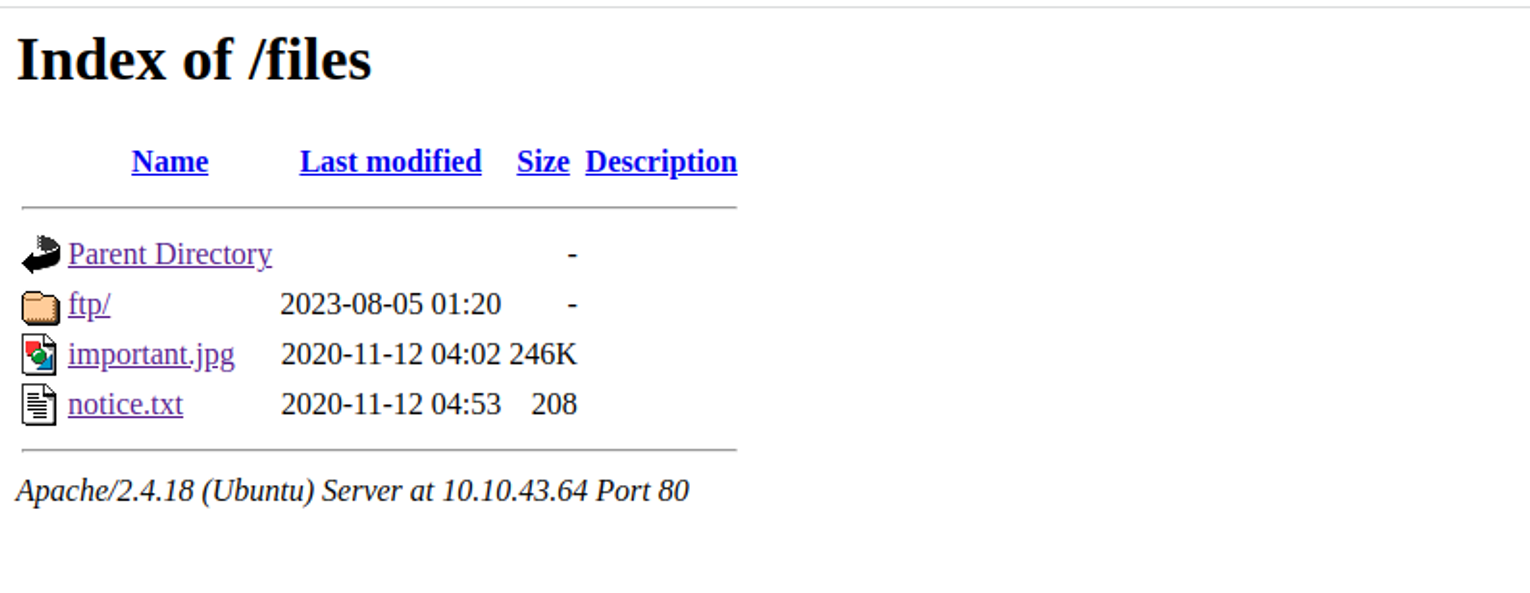 Index of /files
Name Last modified Size Description
Parent Directory -
ftp/ 2023-08-05 01:20 -
important.jpg 2020-11-12 04:02 246K
notice.txt 2020-11-12 04:53 208
Apache/2.4.18 (Ubuntu) Server at 10.10.43.64 Port 80